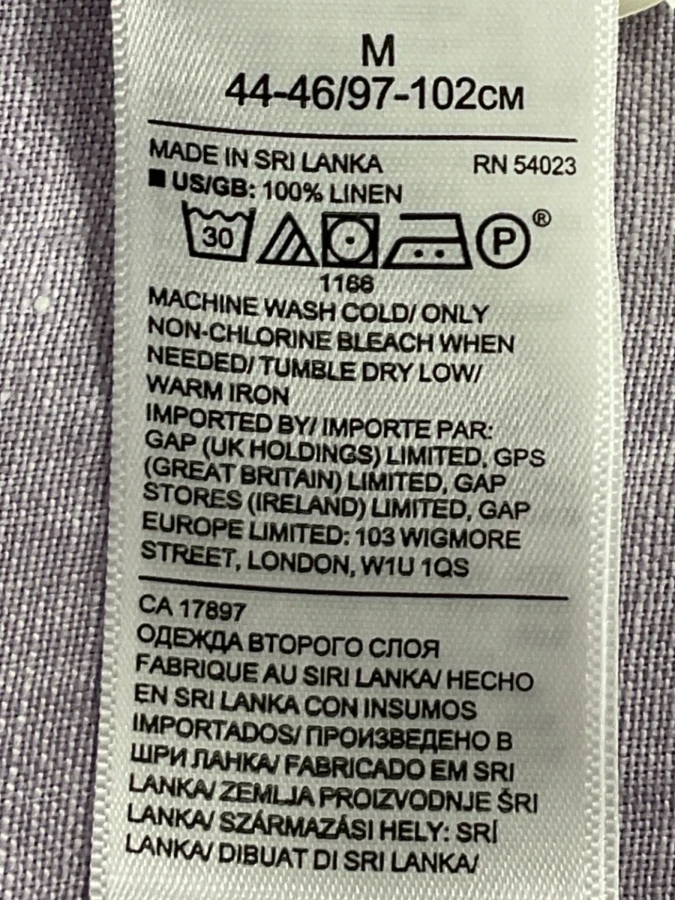 M
44-46/97-102CM
MADE IN SRI LANKA RN 54023
■ US/GB: 100% LINEN
30 P ®
1166
MACHINE WASH COLD/ ONLY
NON-CHLORINE BLEACH WHEN
NEEDED/ TUMBLE DRY LOW/
WARM IRON
IMPORTED BY/ IMPORTE PAR:
GAP (UK HOLDINGS) LIMITED, GPS
(GREAT BRITAIN) LIMITED, GAP
STORES (IRELAND) LIMITED, GAP
EUROPE LIMITED: 103 WIGMORE
STREET, LONDON, W1U 1QS
CA 17897
ОДЕЖДА ВТОРОГО СЛОЯ
FABRIQUE AU SIRI LANKA/ HECHO
EN SRI LANKA CON INSUMOS
IMPORTADOS/ ПРОИЗВЕДЕНО В
ШРИ ЛАНКА/ FABRICADO EM SRI
LANKA/ ZEMLJA PROIZVODNJE ŠRI
LANKA/ SZÁRMAZÁSI HELY: SRÍ
LANKA/ DIBUAT DI SRI LANKA/